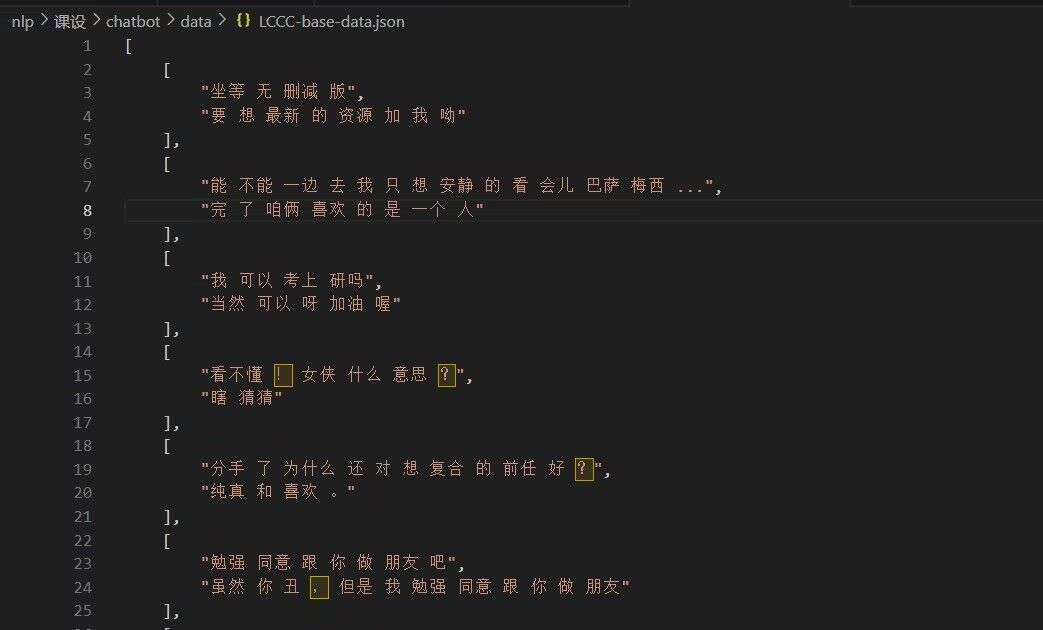 nlp > 课设 > chatbot > data > {} LCCC-base-data.json
1 [
2 [
3 "坐等 无 删减 版",
4 "要 想 最新 的 资源 加 我 呦"
5 ],
6 [
7 "能 不能 一边 去 我 只 想 安静 的 看 会儿 巴萨 梅西 ...",
8 "完 了 咱俩 喜欢 的 是 一个 人"
9 ],
10 [
11 "我 可以 考上 研吗",
12 "当然 可以 呀 加油 喔"
13 ],
14 [
15 "看不懂 ！ 女侠 什么 意思 ？",
16 "瞎 猜猜"
17 ],
18 [
19 "分手 了 为什么 还 对 想 复合 的 前任 好 ？",
20 "纯真 和 喜欢 。"
21 ],
22 [
23 "勉强 同意 跟 你 做 朋友 吧",
24 "虽然 你 丑 ， 但是 我 勉强 同意 跟 你 做 朋友"
25 ],